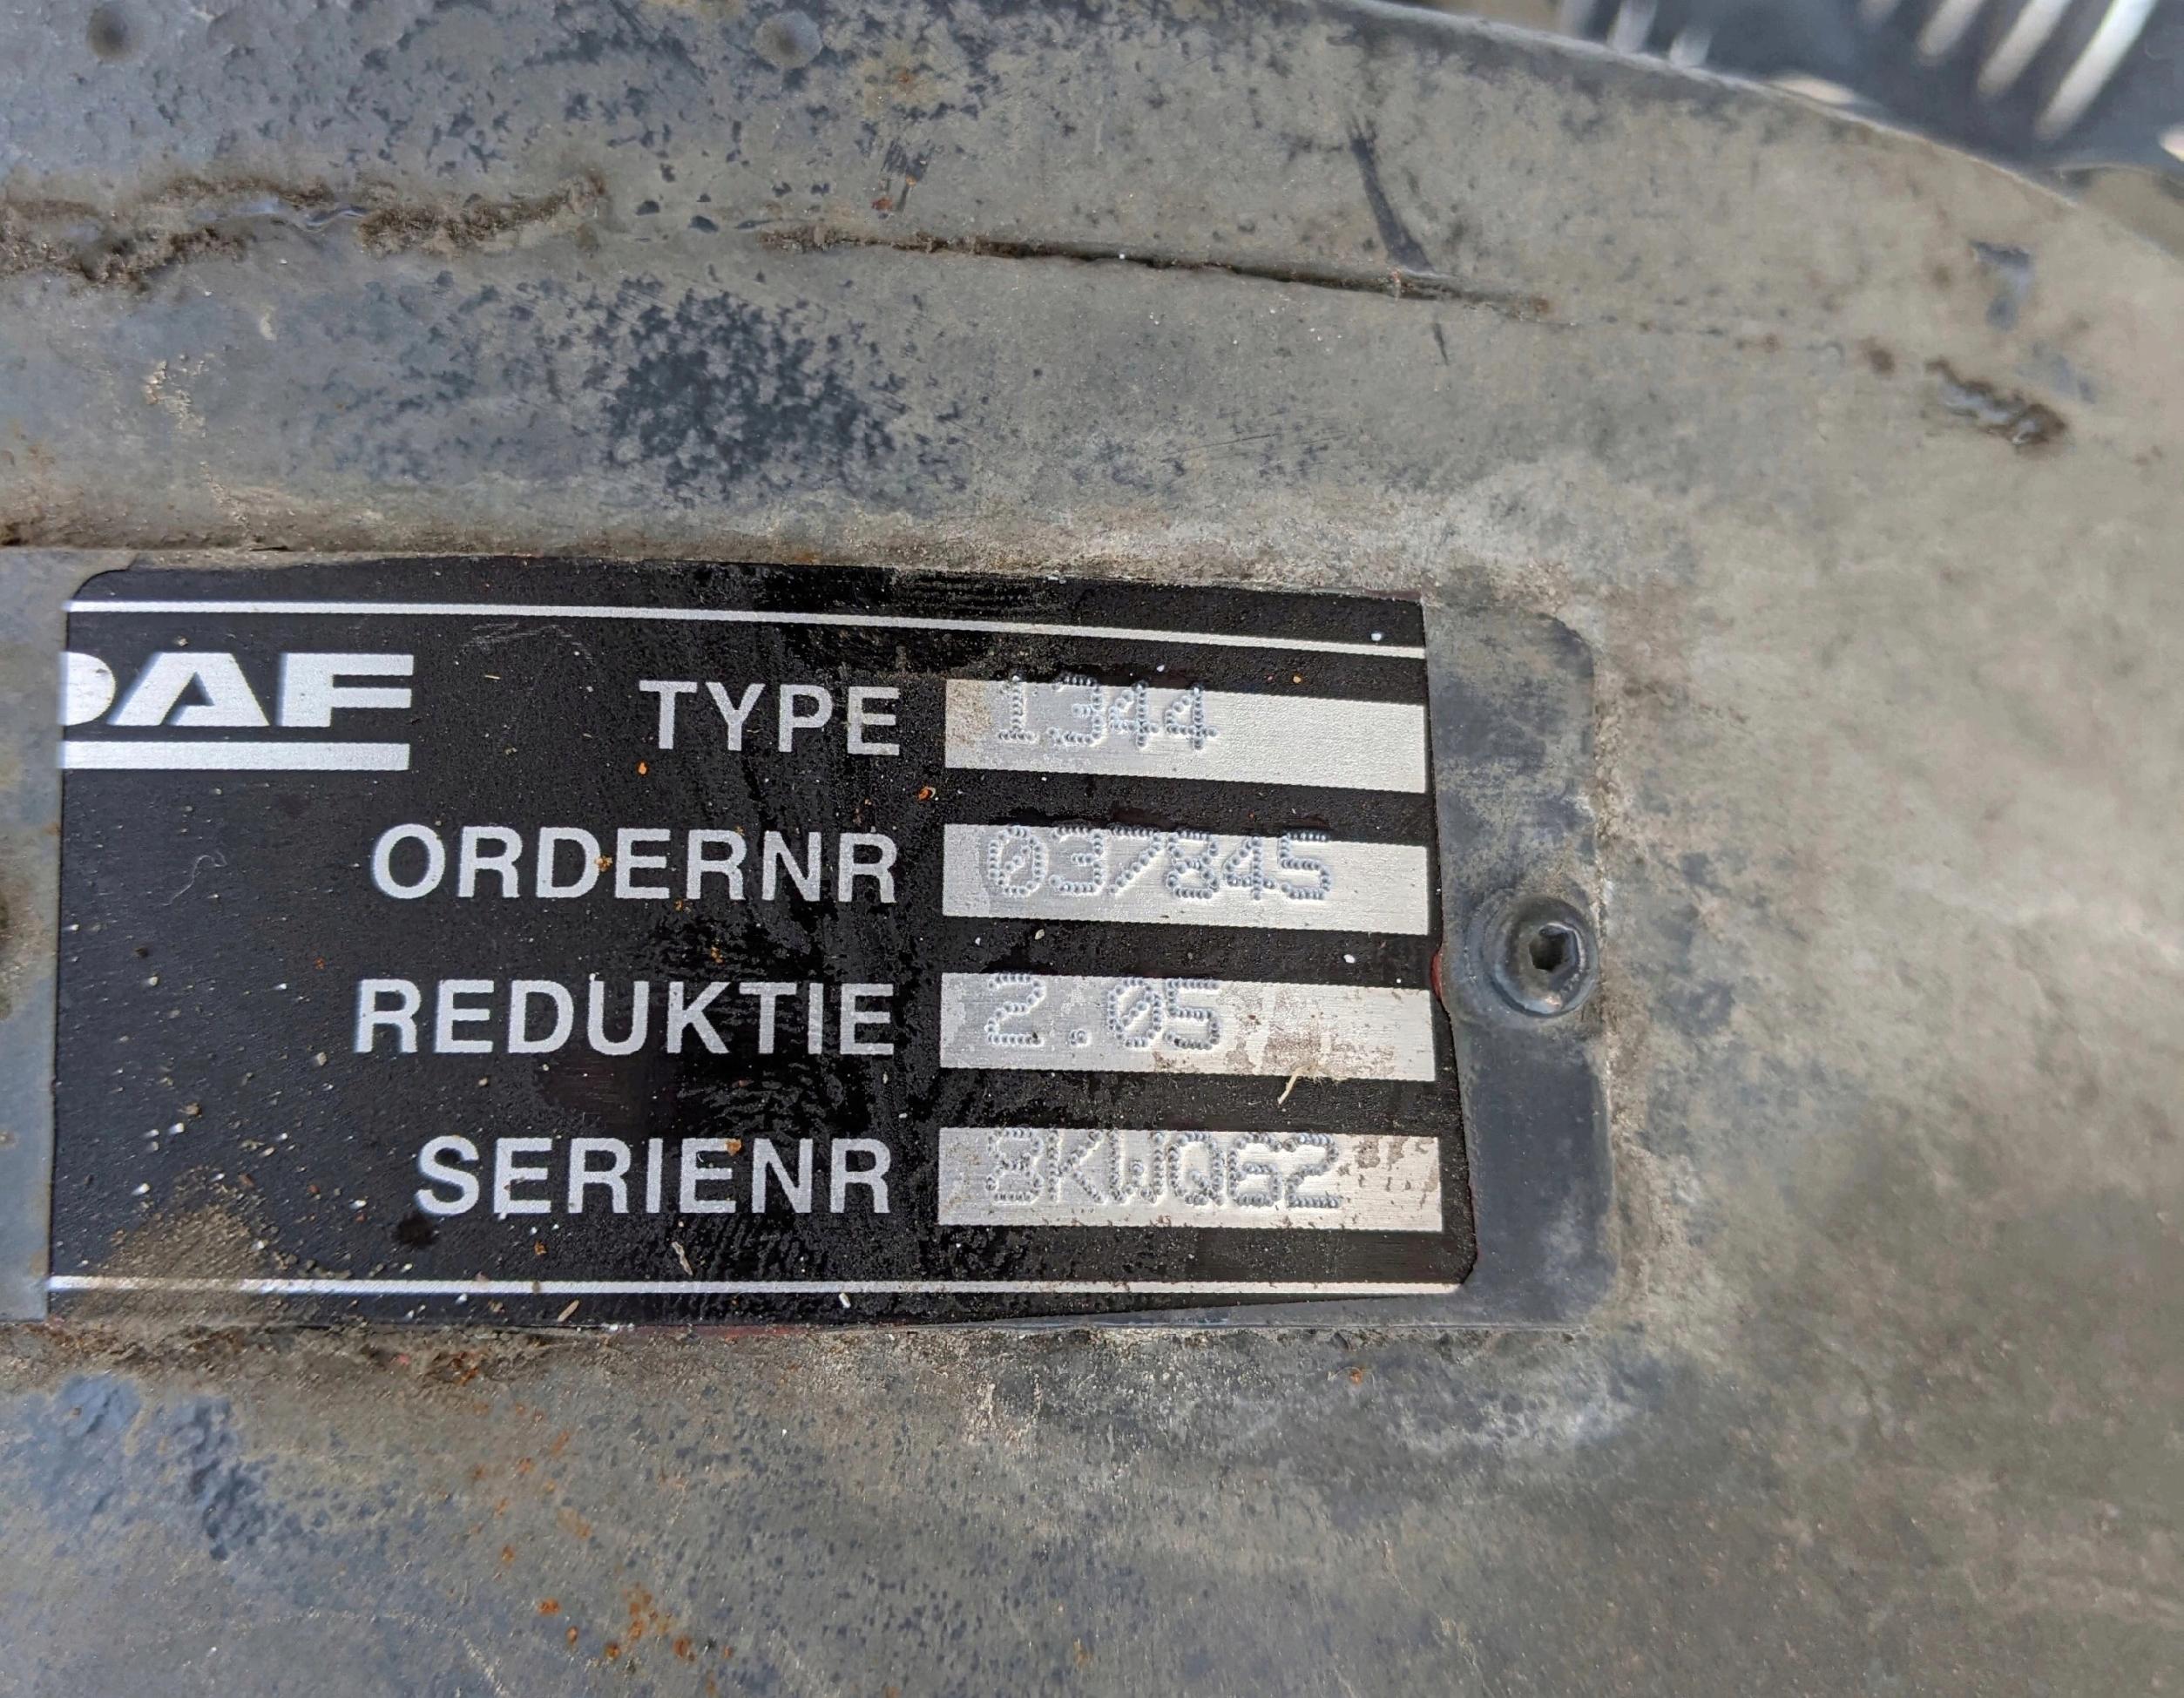 DAF
TYPE 1344
ORDERNR 037845
REDUKTIE 2.05
SERIENR 8KWQ62